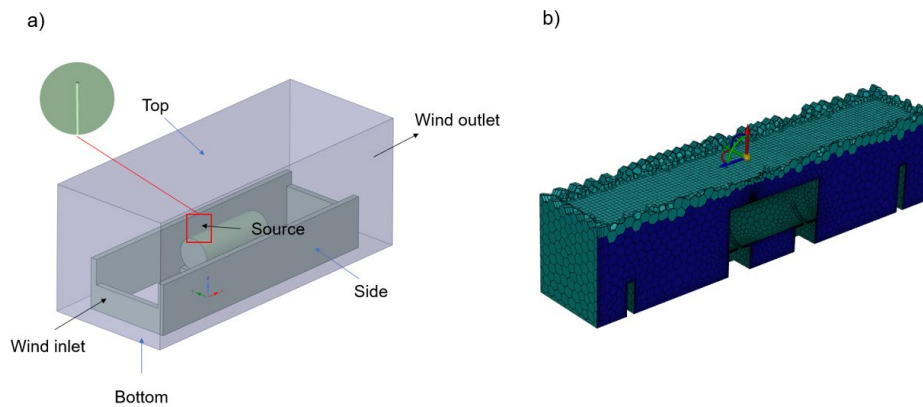 a)
b)
Top
Wind outlet
Source
Side
Wind inlet
Bottom